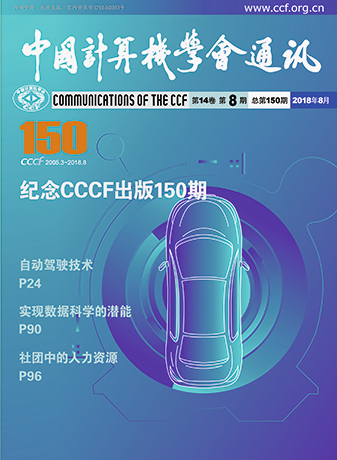 www.ccf.org.cn
中國計算机學會通訊
COMMUNICATIONS OF THE CCF 第14卷 第8期 总第150期 2018年8月
150
CCCF 2005.3~2018.8
纪念CCCF出版150期
自动驾驶技术
P24
实现数据科学的潜能
P90
社团中的人力资源
P96